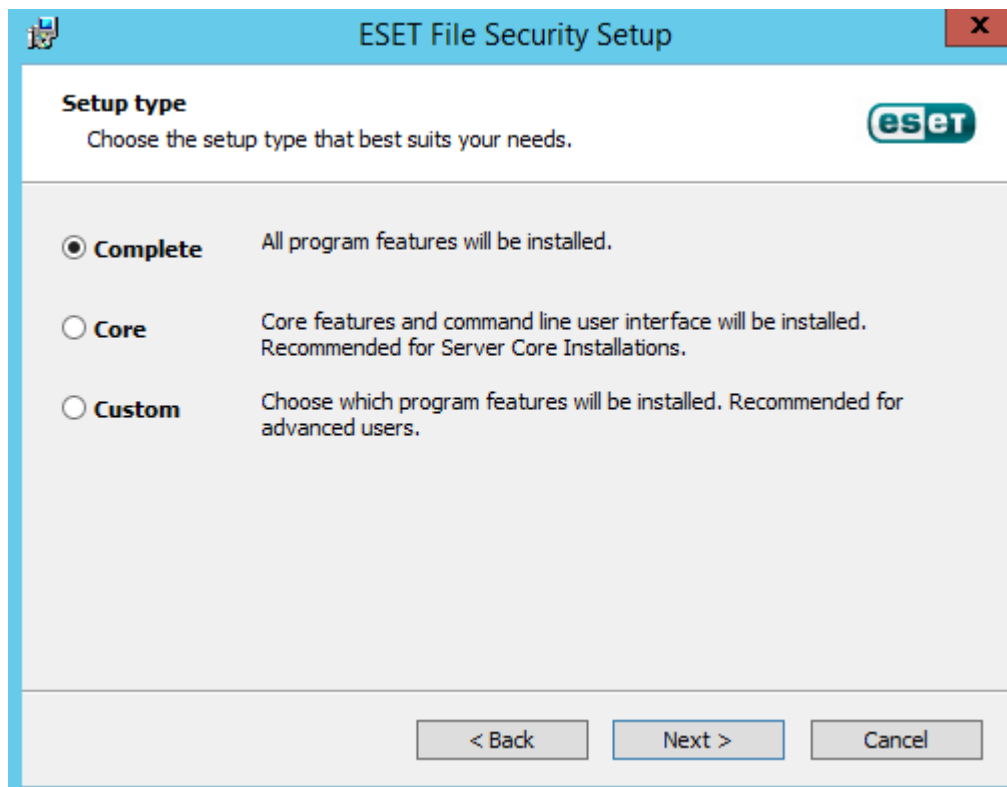 ESET File Security Setup
x
Setup type
Choose the setup type that best suits your needs.
eseT
Complete
All program features will be installed.
Core
Core features and command line user interface will be installed.
Recommended for Server Core Installations.
Custom
Choose which program features will be installed. Recommended for
advanced users.
< Back
Next >
Cancel